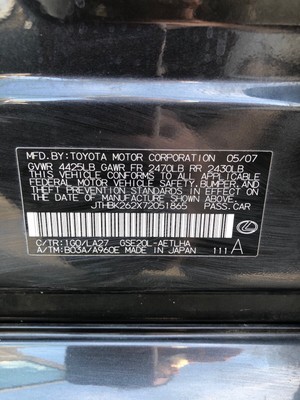 MFD.BY:TOYOTA MOTOR CORPORATION 05/07
GVWR 4425LB GAWR FR 2470LB RR 2430LB
THIS VEHICLE CONFORMS TO ALL APPLICABLE
FEDERAL MOTOR VEHICLE SAFETY, BUMPER, AND
THEFT PREVENTION STANDARDS IN EFFECT ON
THE DATE OF MANUFACTURE SHOWN ABOVE.
JTHBK262X72051865 PASS.CAR
C/TR:1G0/LA27 GSE20L-AETLHA
A/TM:B03A/A960E MADE IN JAPAN 111A